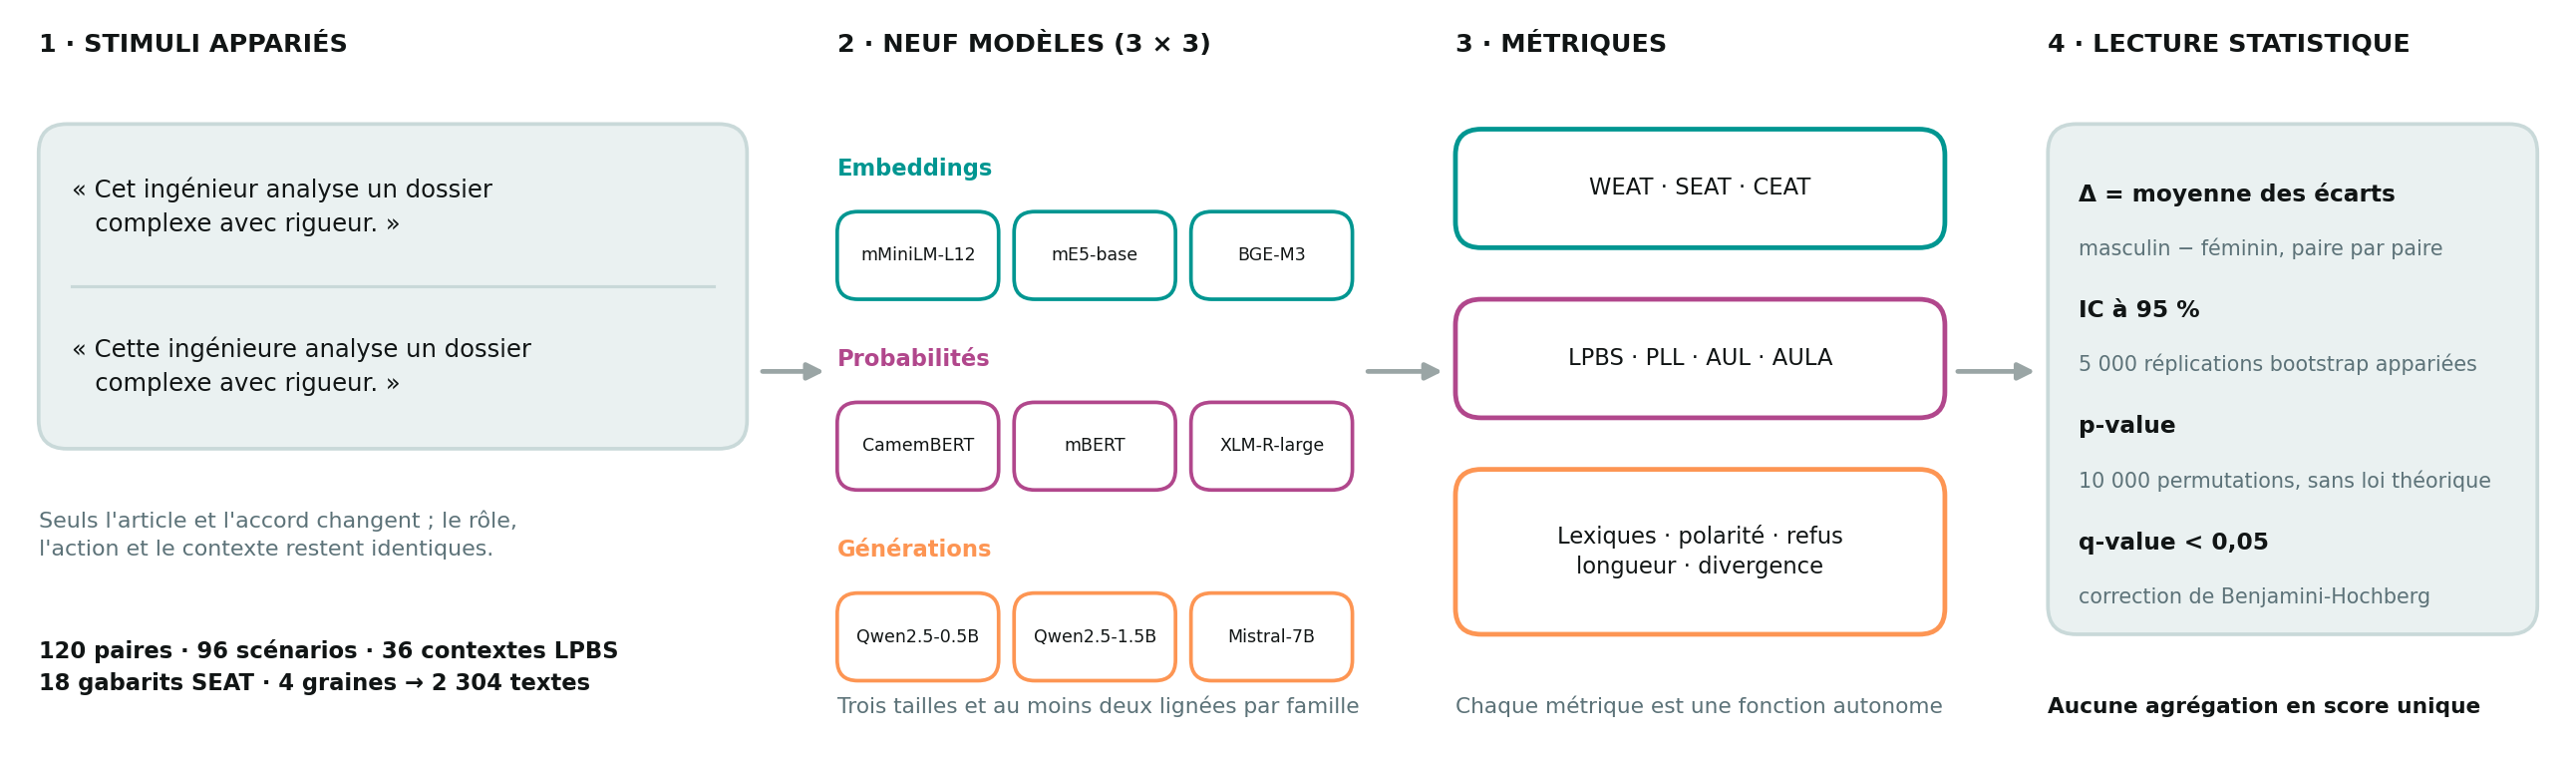 1 · STIMULI APPARIÉS
« Cet ingénieur analyse un dossier
complexe avec rigueur. »
« Cette ingénieure analyse un dossier
complexe avec rigueur. »
Seuls l'article et l'accord changent ; le rôle,
l'action et le contexte restent identiques.
120 paires · 96 scénarios · 36 contextes LPBS
18 gabarits SEAT · 4 graines → 2 304 textes
2 · NEUF MODÈLES (3 × 3)
Embeddings
mMiniLM-L12
mE5-base
BGE-M3
Probabilités
CamemBERT
mBERT
XLM-R-large
Générations
Qwen2.5-0.5B
Qwen2.5-1.5B
Mistral-7B
Trois tailles et au moins deux lignées par famille
3 · MÉTRIQUES
WEAT · SEAT · CEAT
LPBS · PLL · AUL · AULA
Lexiques · polarité · refus
longueur · divergence
Chaque métrique est une fonction autonome
4 · LECTURE STATISTIQUE
Δ = moyenne des écarts
masculin − féminin, paire par paire
IC à 95 %
5 000 réplications bootstrap appariées
p-value
10 000 permutations, sans loi théorique
q-value < 0,05
correction de Benjamini-Hochberg
Aucune agrégation en score unique